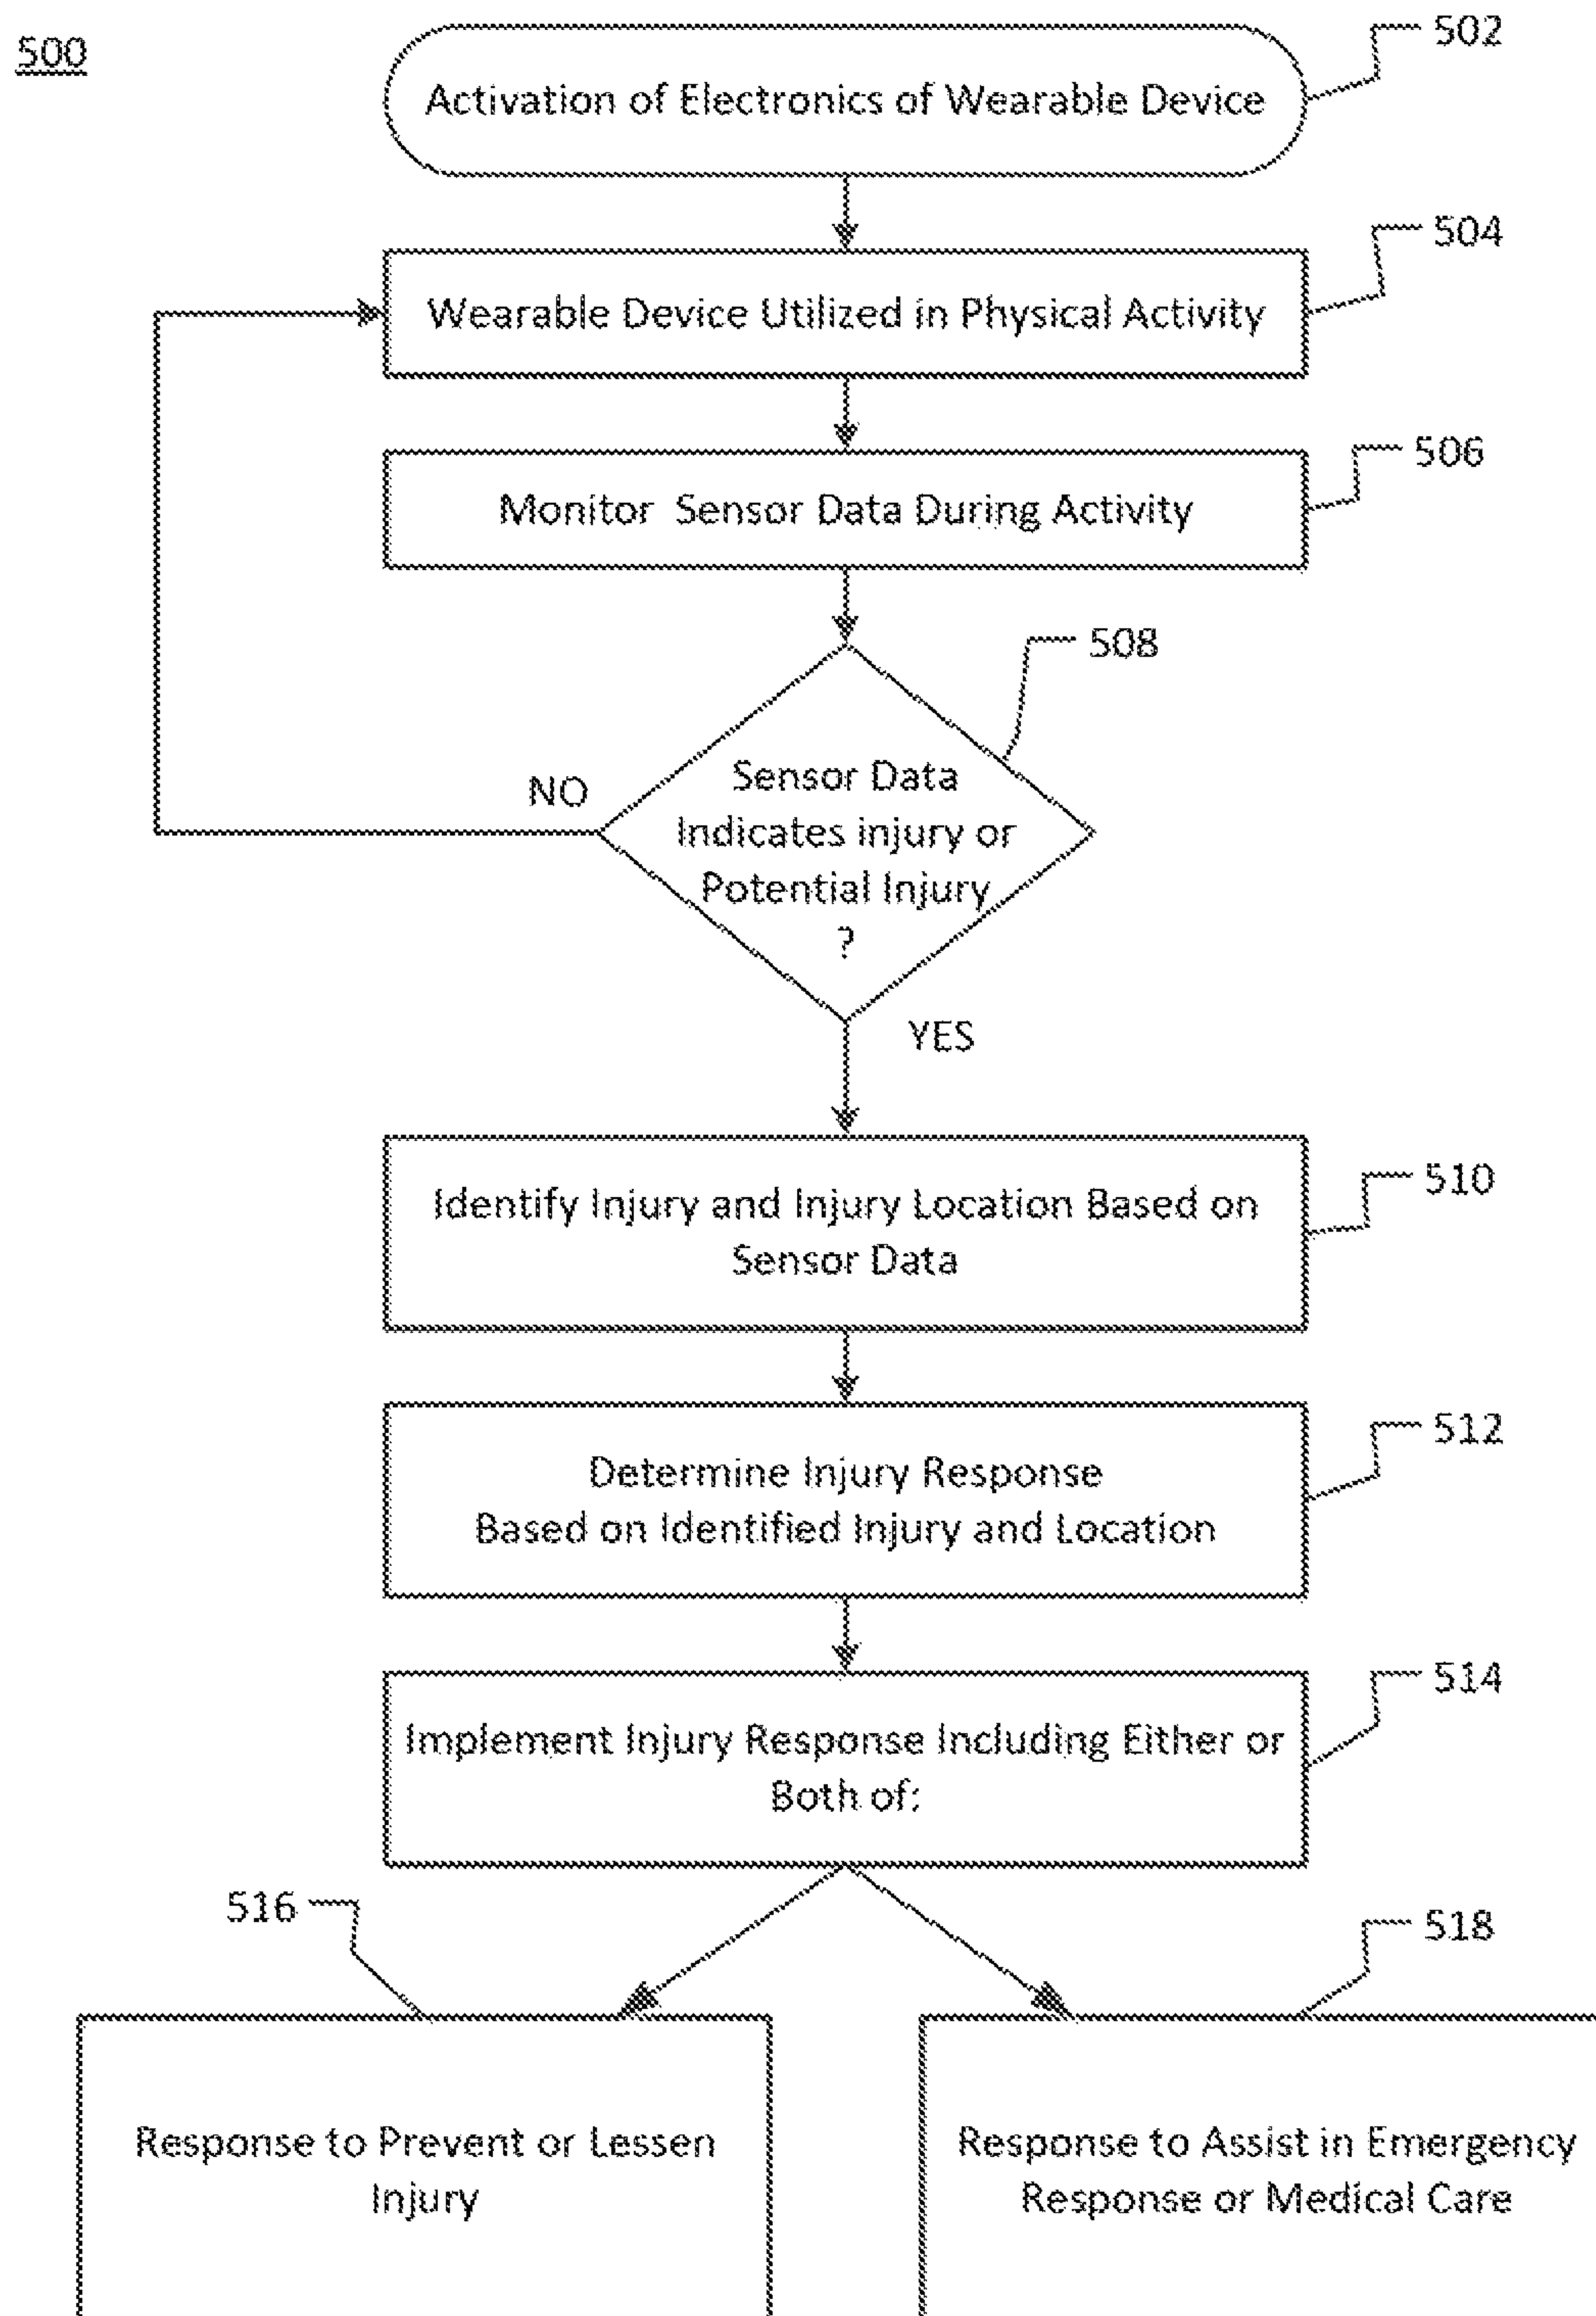 500
502
Activation of Electronics of Wearable Device
504
Wearable Device Utilized in Physical Activity
506
Monitor Sensor Data During Activity
508
NO
Sensor Data
Indicates injury or
Potential Injury
?
YES
510
Identify Injury and Injury Location Based on
Sensor Data
512
Determine Injury Response
Based on Identified Injury and Location
514
Implement Injury Response Including Either or
Both of:
516
518
Response to Prevent or Lessen
Injury
Response to Assist in Emergency
Response or Medical Care